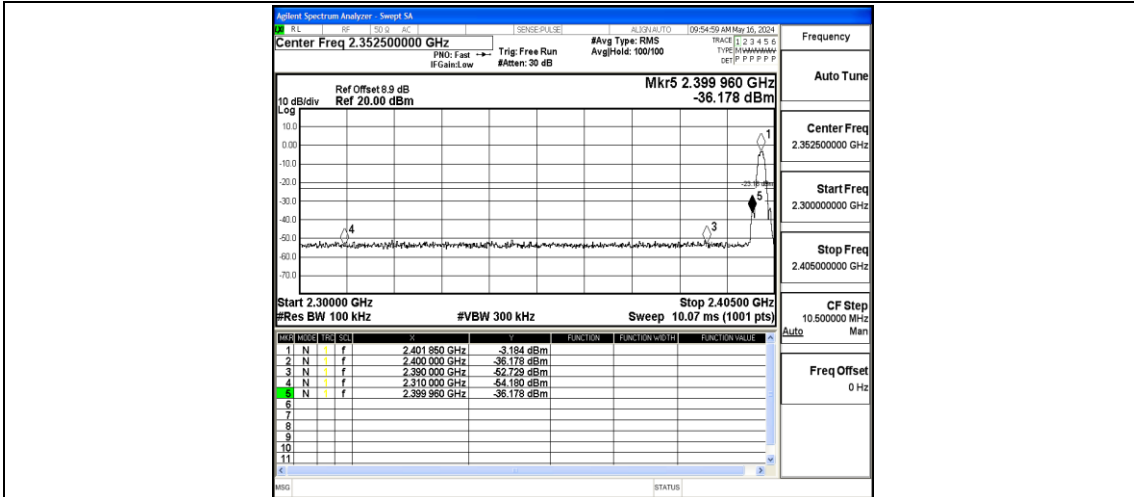 Agilent Spectrum Analyzer - Swept SA
RL RF 50 Ω AC SENSE:PULSE ALIGN AUTO 09:54:59 AM May 16, 2024
Center Freq 2.352500000 GHz
PNO: Fast
IFGain:Low
Trig: Free Run
#Atten: 30 dB
#Avg Type: RMS
Avg|Hold: 100/100
TRACE 1 2 3 4 5 6
TYPE MWWWWW
DET P P P P P P
Mkr5 2.399 960 GHz
-36.178 dBm
Ref Offset 8.9 dB
10 dB/div Ref 20.00 dBm
Log
10.0
0.00
-10.0
-20.0
-30.0
-40.0
-50.0
-60.0
-70.0
1
5
3
4
Start 2.30000 GHz Stop 2.40500 GHz
#Res BW 100 kHz #VBW 300 kHz Sweep 10.07 ms (1001 pts)
MKR MODE TRC SCL X Y FUNCTION FUNCTION WIDTH FUNCTION VALUE
1 N 1 f 2.401 850 GHz -3.184 dBm
2 N 1 f 2.400 000 GHz -36.178 dBm
3 N 1 f 2.390 000 GHz -52.729 dBm
4 N 1 f 2.310 000 GHz -54.180 dBm
5 N 1 f 2.399 960 GHz -36.178 dBm
6
7
8
9
10
11
MSG STATUS
Frequency
Auto Tune
Center Freq
2.352500000 GHz
Start Freq
2.300000000 GHz
Stop Freq
2.405000000 GHz
CF Step
10.500000 MHz
Auto Man
Freq Offset
0 Hz